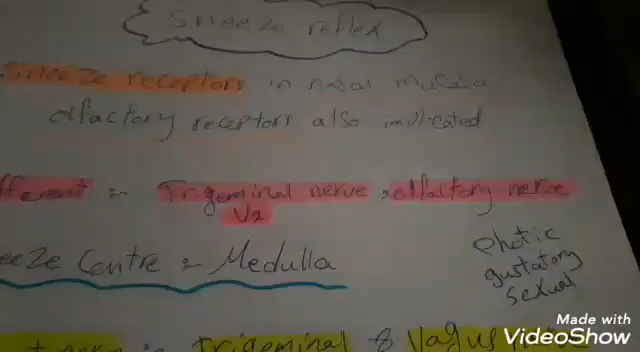 Sneeze reflex
Sneeze receptors in nasal mucosa
olfactory receptors also implicated
fferent :- Trigeminal nerve, olfactory nerve
V2
eeze Centre :- Medulla
photic
gustatory
sexual
Trigeminal & Vagus
Made with
VideoShow